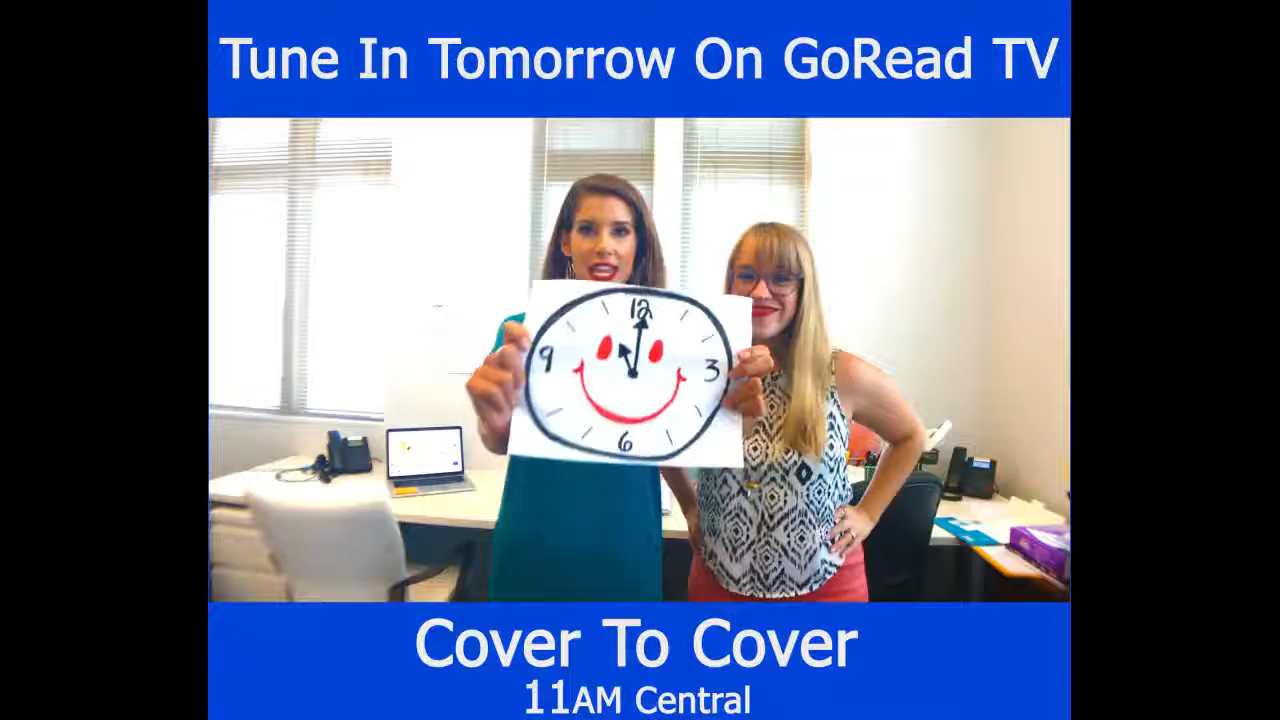 Tune In Tomorrow On GoRead TV
12
9 3
6
Cover To Cover
11AM Central